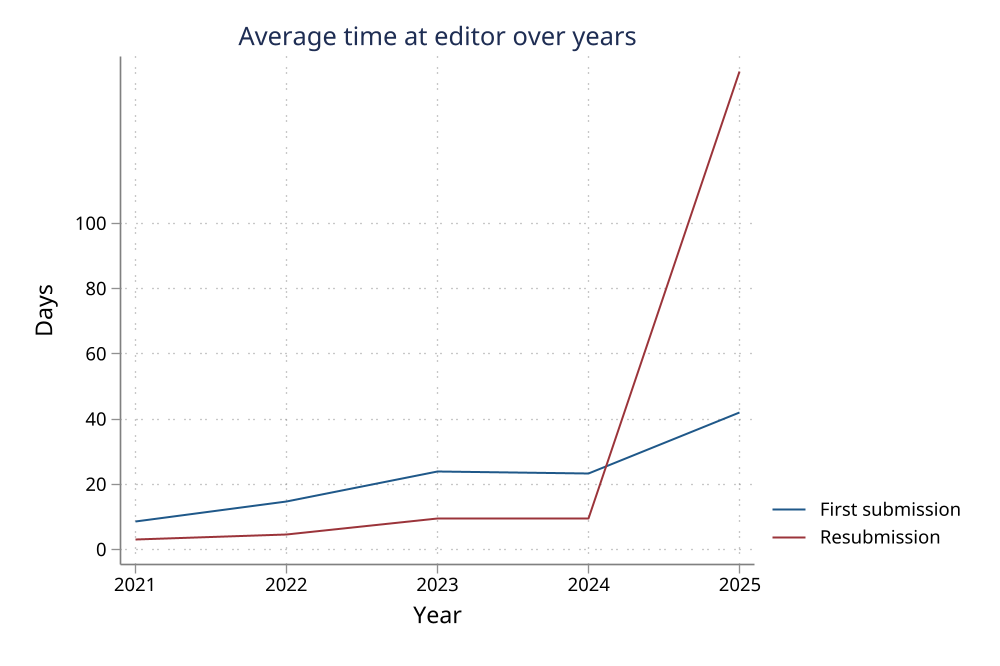 Average time at editor over years
Days
100
80
60
40
20
0
2021 2022 2023 2024 2025
Year
First submission
Resubmission